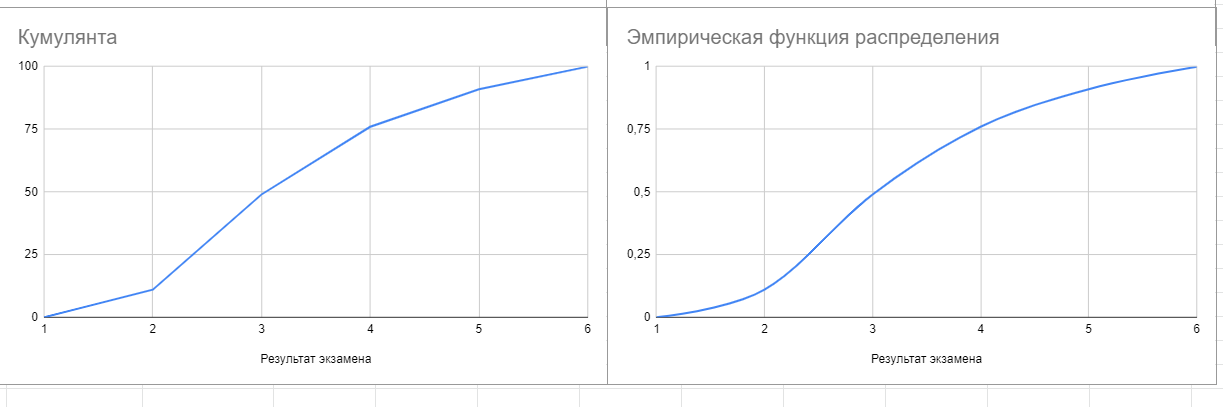 Кумулянта
100
75
50
25
0
1 2 3 4 5 6
Результат экзамена
Эмпирическая функция распределения
1
0,75
0,5
0,25
0
1 2 3 4 5 6
Результат экзамена